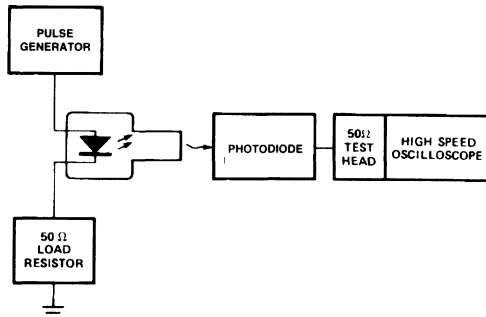 PULSE
GENERATOR
PHOTODIODE
50Ω
TEST
HEAD
HIGH SPEED
OSCILLOSCOPE
50 Ω
LOAD
RESISTOR